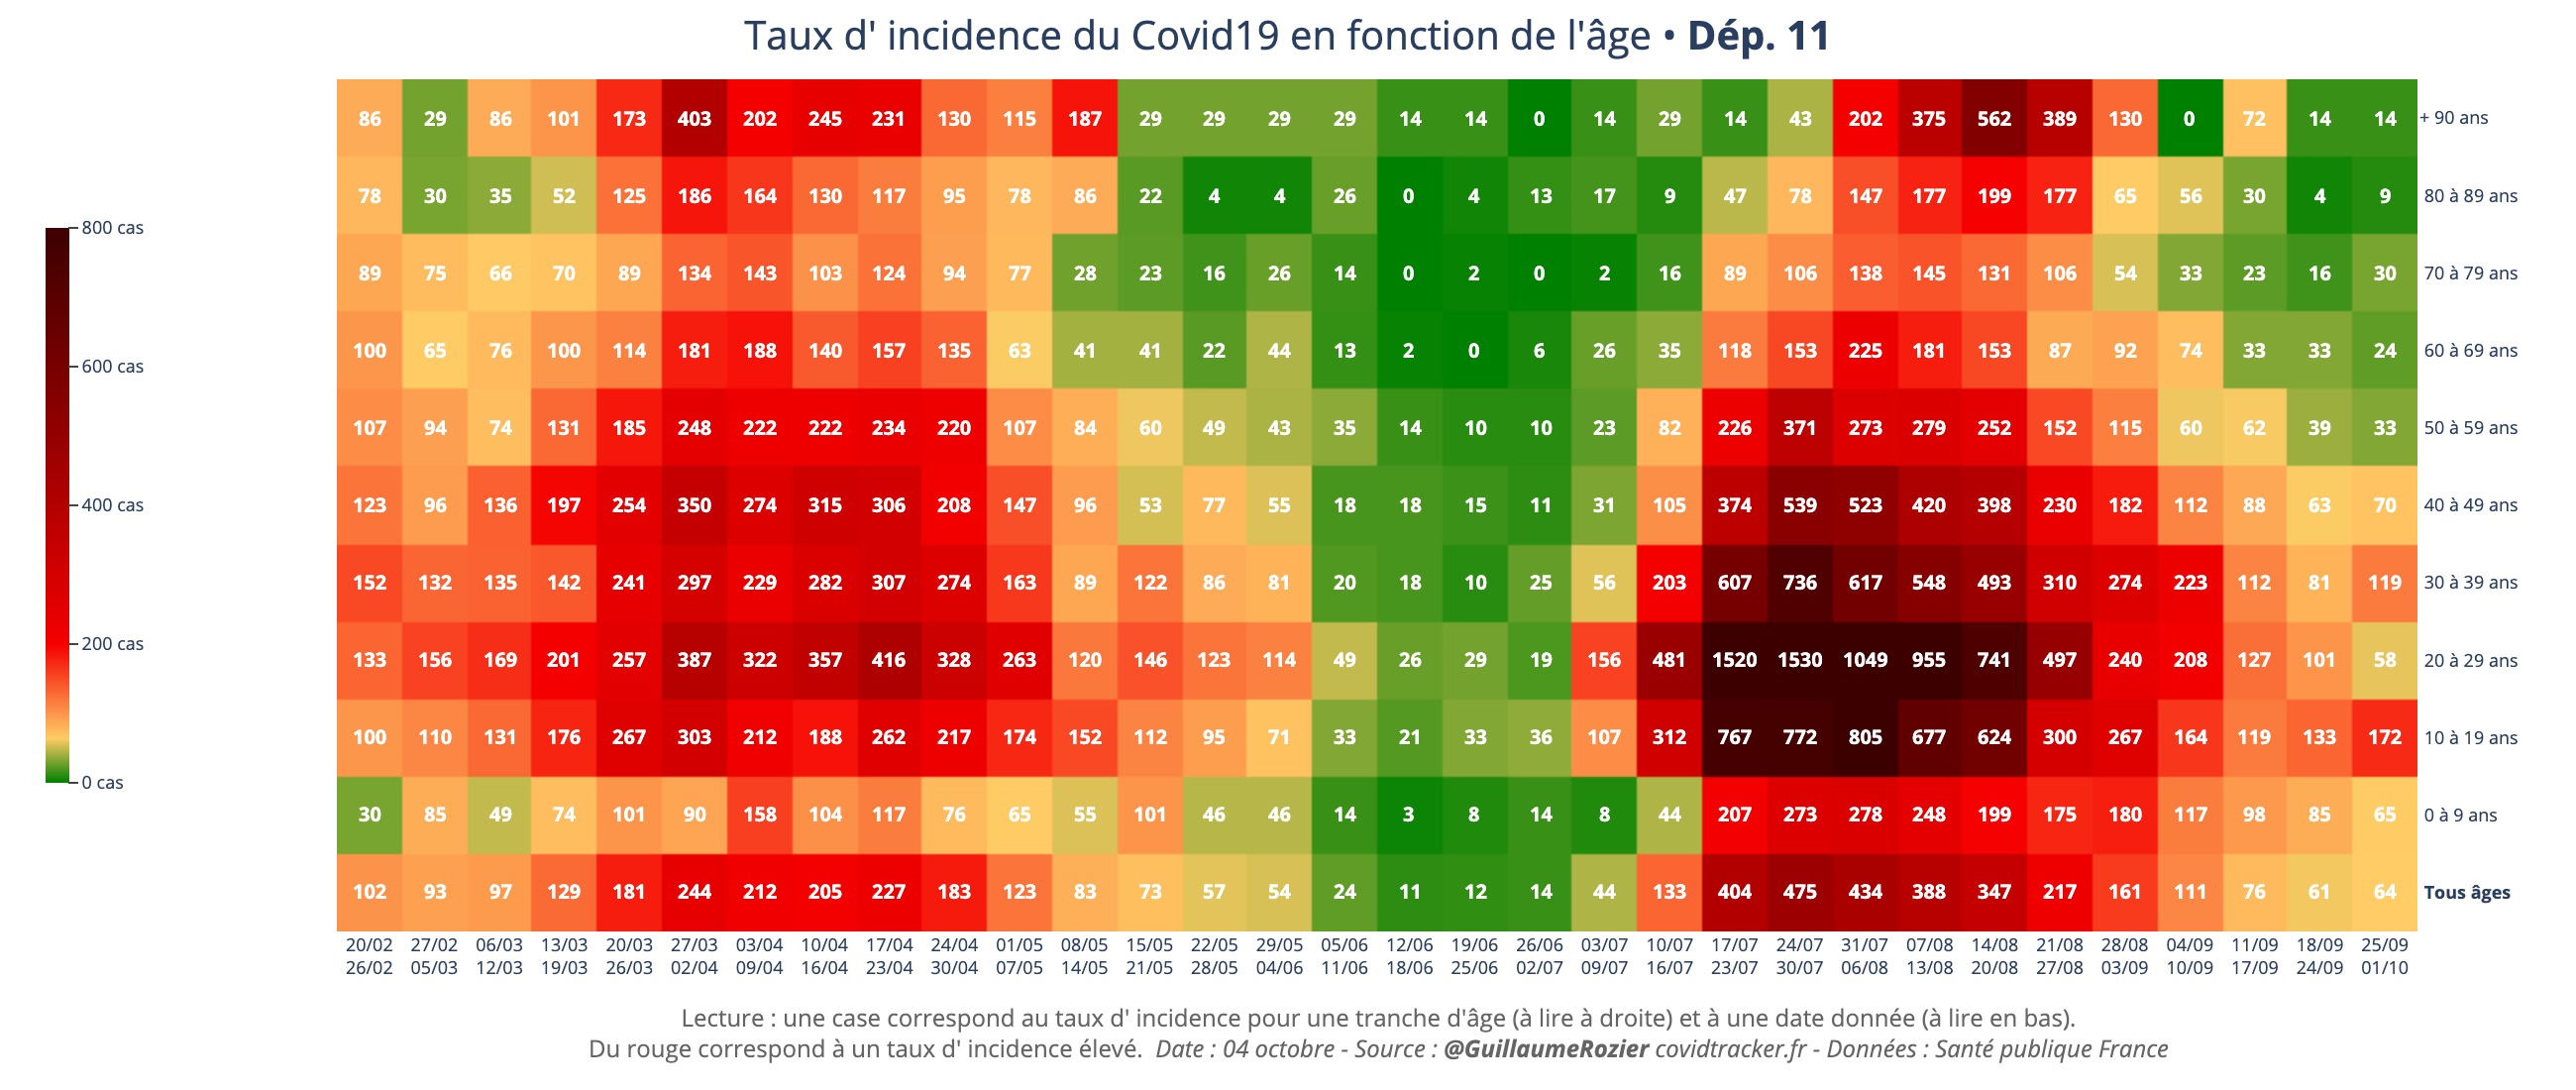 Taux d' incidence du Covid19 en fonction de l'âge • Dép. 11
800 cas
600 cas
400 cas
200 cas
0 cas
86 29 86 101 173 403 202 245 231 130 115 187 29 29 29 29 14 14 0 14 29 14 43 202 375 562 389 130 0 72 14 14 + 90 ans
78 30 35 52 125 186 164 130 117 95 78 86 22 4 4 26 0 4 13 17 9 47 78 147 177 199 177 65 56 30 4 9 80 à 89 ans
89 75 66 70 89 134 143 103 124 94 77 28 23 16 26 14 0 2 0 2 16 89 106 138 145 131 106 54 33 23 16 30 70 à 79 ans
100 65 76 100 114 181 188 140 157 135 63 41 41 22 44 13 2 0 6 26 35 118 153 225 181 153 87 92 74 33 33 24 60 à 69 ans
107 94 74 131 185 248 222 222 234 220 107 84 60 49 43 35 14 10 10 23 82 226 371 273 279 252 152 115 60 62 39 33 50 à 59 ans
123 96 136 197 254 350 274 315 306 208 147 96 53 77 55 18 18 15 11 31 105 374 539 523 420 398 230 182 112 88 63 70 40 à 49 ans
152 132 135 142 241 297 229 282 307 274 163 89 122 86 81 20 18 10 25 56 203 607 736 617 548 493 310 274 223 112 81 119 30 à 39 ans
133 156 169 201 257 387 322 357 416 328 263 120 146 123 114 49 26 29 19 156 481 1520 1530 1049 955 741 497 240 208 127 101 58 20 à 29 ans
100 110 131 176 267 303 212 188 262 217 174 152 112 95 71 33 21 33 36 107 312 767 772 805 677 624 300 267 164 119 133 172 10 à 19 ans
30 85 49 74 101 90 158 104 117 76 65 55 101 46 46 14 3 8 14 8 44 207 273 278 248 199 175 180 117 98 85 65 0 à 9 ans
102 93 97 129 181 244 212 205 227 183 123 83 73 57 54 24 11 12 14 44 133 404 475 434 388 347 217 161 111 76 61 64 Tous âges
20/02 27/02 06/03 13/03 20/03 27/03 03/04 10/04 17/04 24/04 01/05 08/05 15/05 22/05 29/05 05/06 12/06 19/06 26/06 03/07 10/07 17/07 24/07 31/07 07/08 14/08 21/08 28/08 04/09 11/09 18/09 25/09
26/02 05/03 12/03 19/03 26/03 02/04 09/04 16/04 23/04 30/04 07/05 14/05 21/05 28/05 04/06 11/06 18/06 25/06 02/07 09/07 16/07 23/07 30/07 06/08 13/08 20/08 27/08 03/09 10/09 17/09 24/09 01/10
Lecture : une case correspond au taux d' incidence pour une tranche d'âge (à lire à droite) et à une date donnée (à lire en bas).
Du rouge correspond à un taux d' incidence élevé. Date : 04 octobre - Source : @GuillaumeRozier covidtracker.fr - Données : Santé publique France